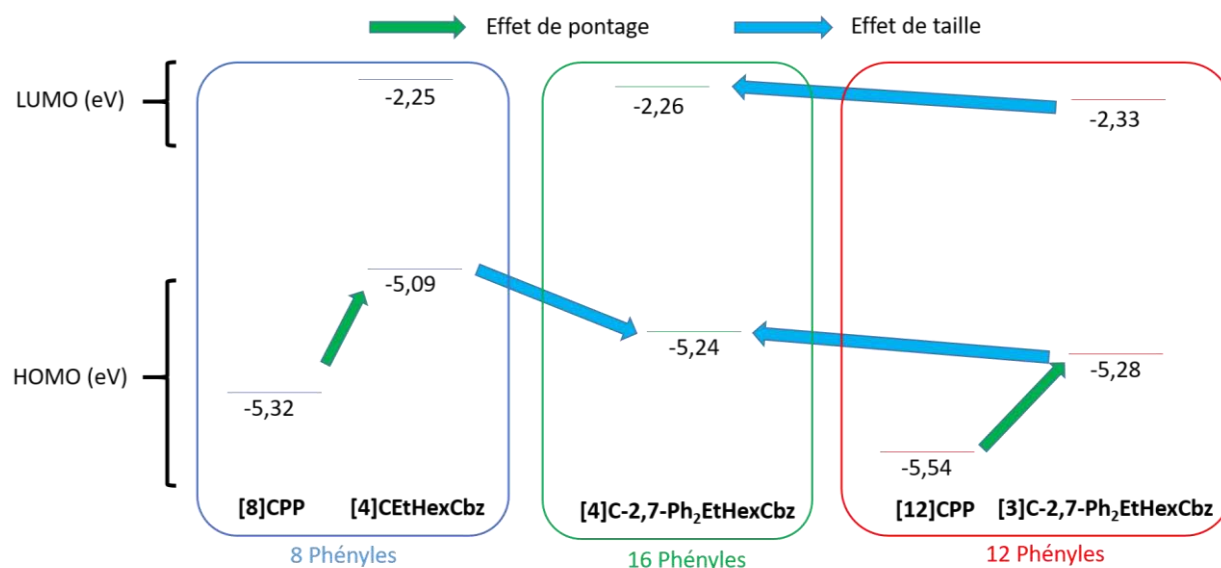 Effet de pontage Effet de taille
LUMO (eV)
-2,25
-2,26
-2,33
HOMO (eV)
-5,09
-5,24
-5,28
-5,32
-5,54
[8]CPP [4]CEtHexCbz [4]C-2,7-Ph₂EtHexCbz [12]CPP [3]C-2,7-Ph₂EtHexCbz
8 Phényles 16 Phényles 12 Phényles